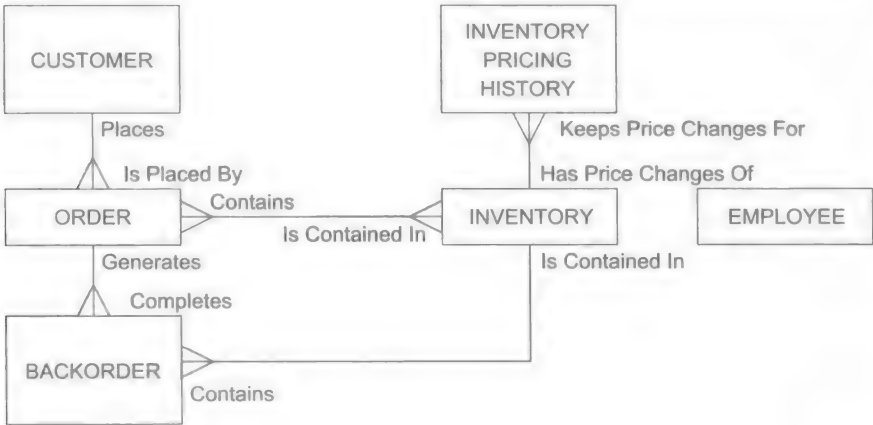 CUSTOMER
INVENTORY
PRICING
HISTORY
Places
Keeps Price Changes For
Is Placed By
Has Price Changes Of
ORDER
Contains
Is Contained In
INVENTORY
EMPLOYEE
Generates
Is Contained In
Completes
BACKORDER
Contains